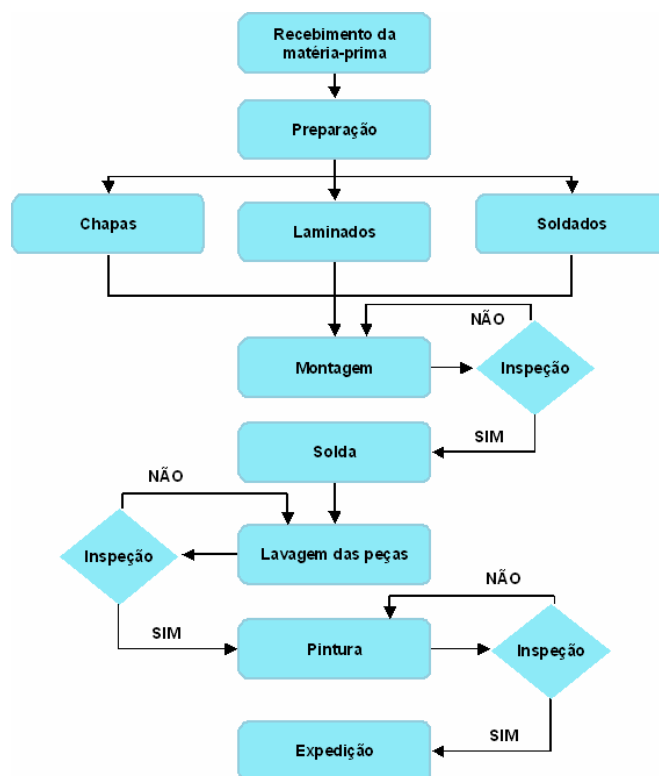 Recebimento da
matéria-prima
Preparação
Chapas
Laminados
Soldados
NÃO
Montagem
Inspeção
SIM
Solda
NÃO
Inspeção
Lavagem das peças
NÃO
SIM
Pintura
Inspeção
SIM
Expedição